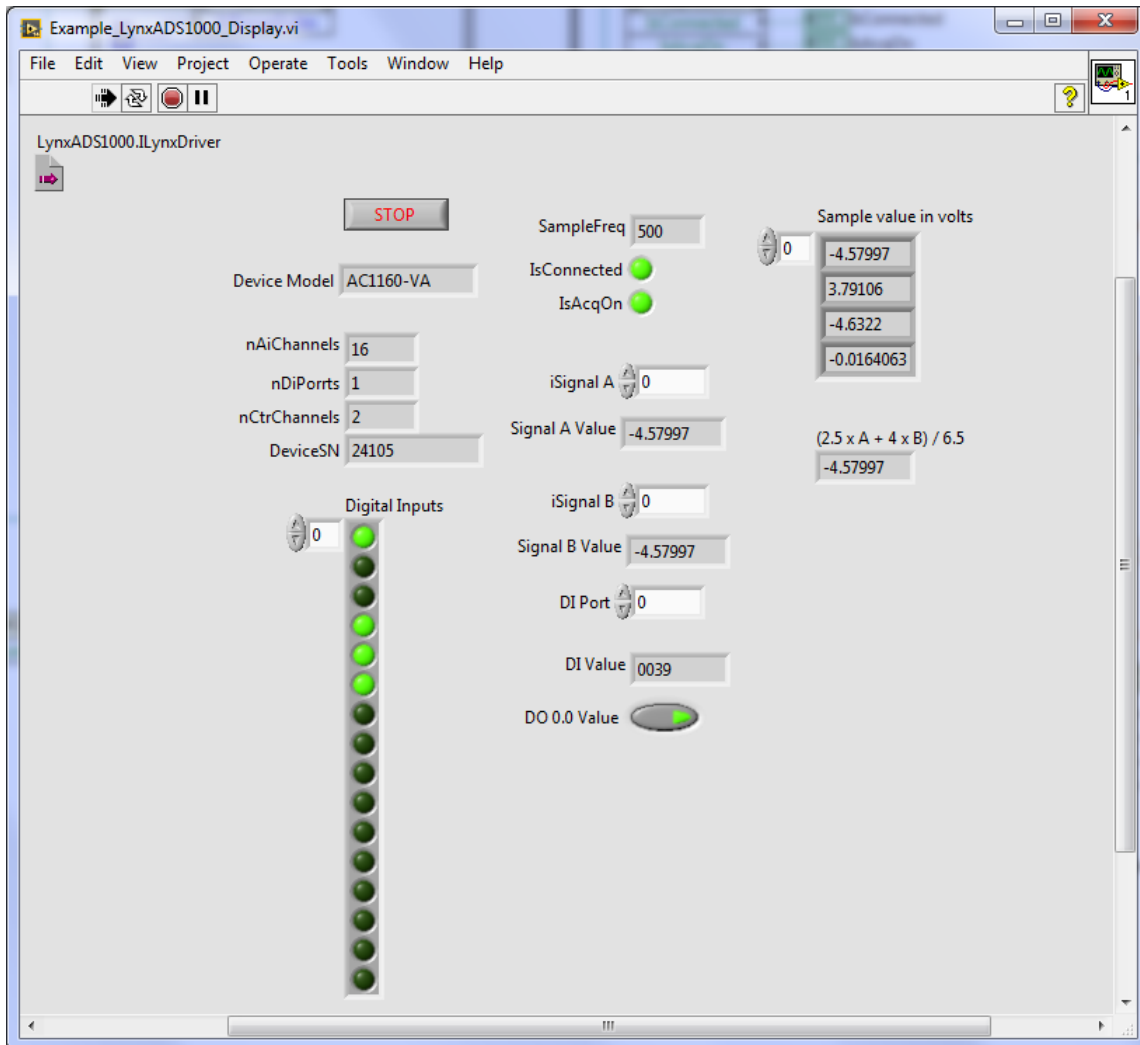 Example_LynxADS1000_Display.vi
File Edit View Project Operate Tools Window Help
1
LynxADS1000.ILynxDriver
STOP
SampleFreq 500
Sample value in volts
0
-4.57997
3.79106
-4.6322
-0.0164063
IsConnected
IsAcqOn
Device Model AC1160-VA
nAiChannels 16
nDiPorrts 1
nCtrChannels 2
DeviceSN 24105
iSignal A 0
Signal A Value -4.57997
(2.5 x A + 4 x B) / 6.5
-4.57997
Digital Inputs
0
iSignal B 0
Signal B Value -4.57997
DI Port 0
DI Value 0039
DO 0.0 Value